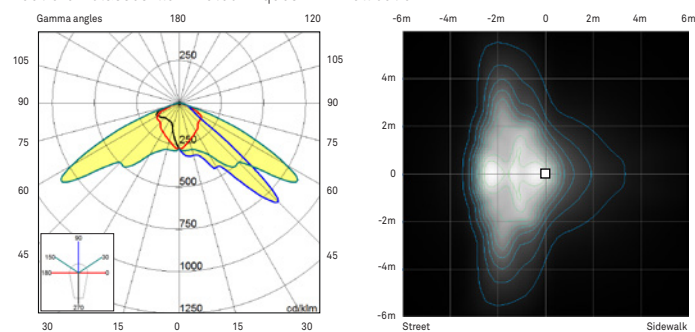 Gamma angles 180 120
-6m -4m -2m 0 2m 4m 6m
105 250 105
4m
90 90
2m
250
75 75
0
500
60 60
-2m
750
45 90 45
150 30
1000
180 0
-4m
270
1250 cd/klm
-6m
30 15 0 15 30
Street Sidewalk